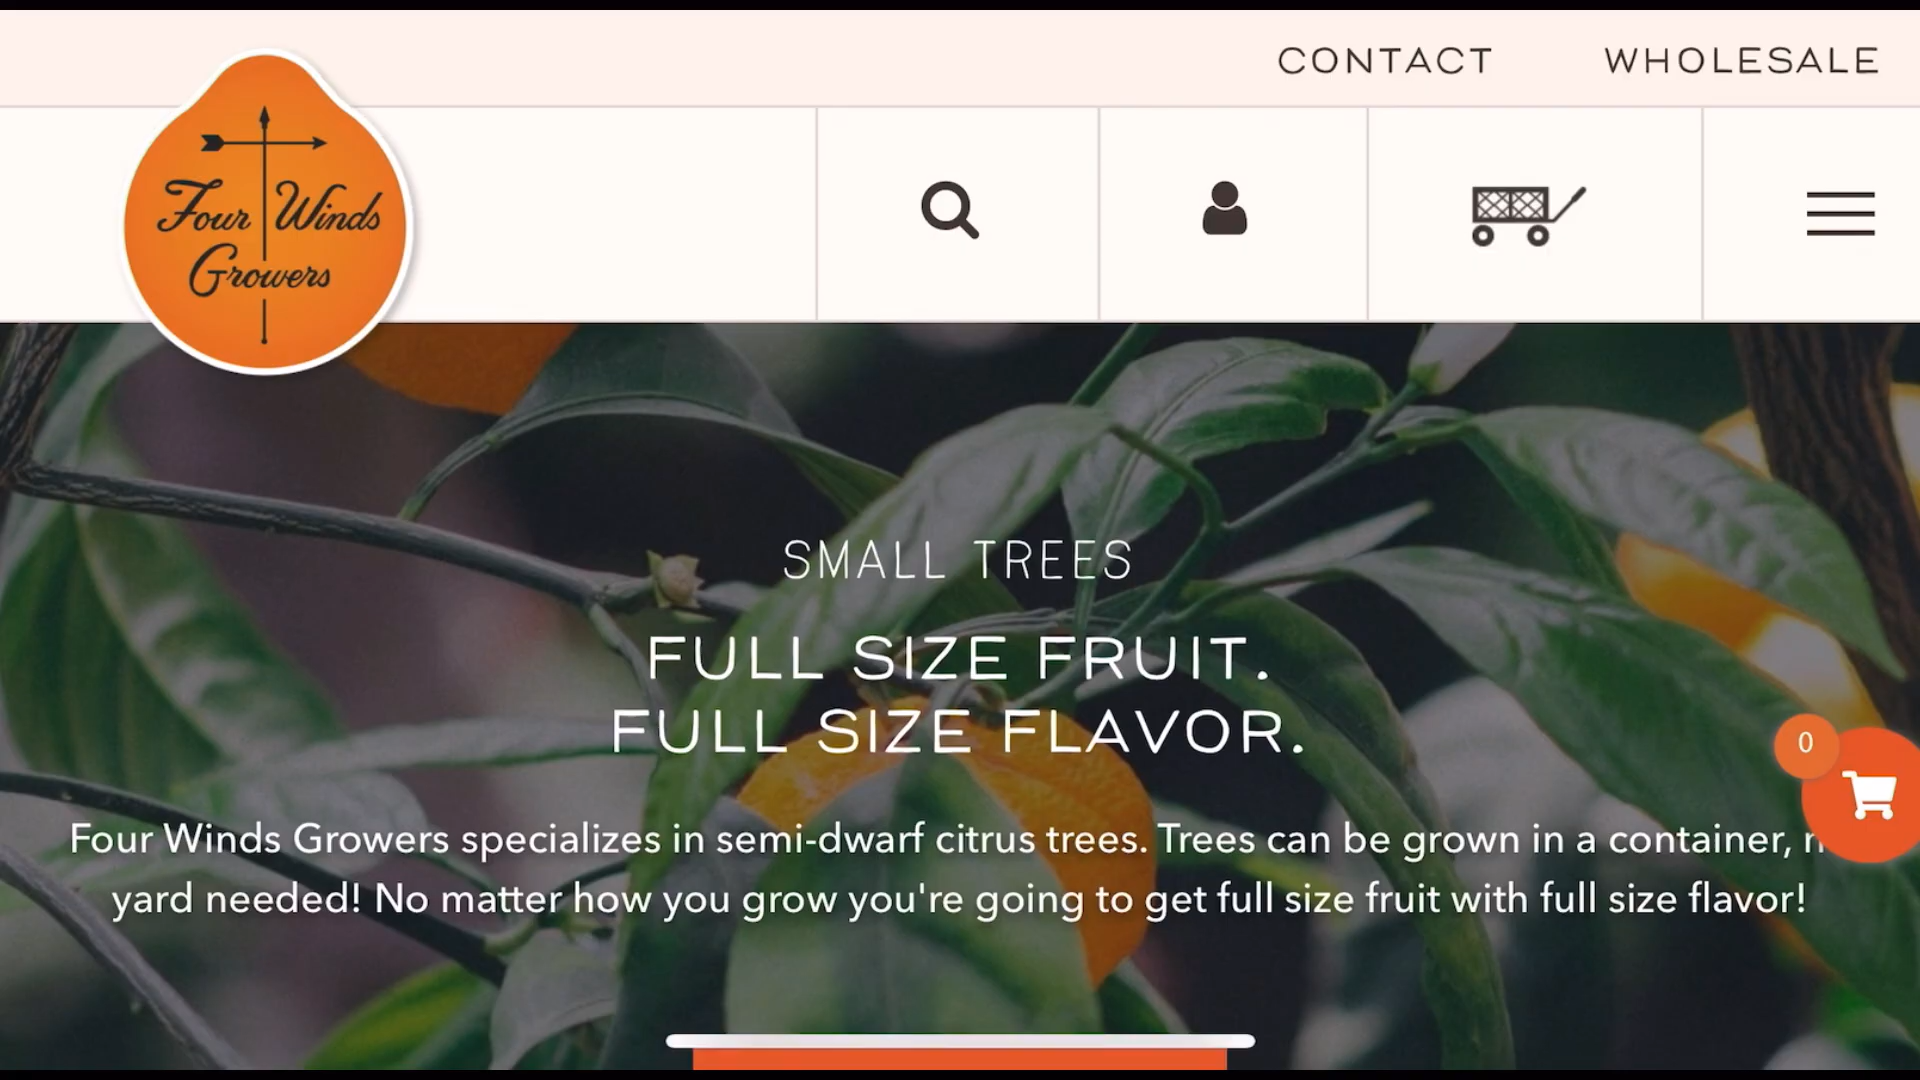 CONTACT WHOLESALE
Four Winds
Growers
SMALL TREES
FULL SIZE FRUIT.
FULL SIZE FLAVOR.
0
Four Winds Growers specializes in semi-dwarf citrus trees. Trees can be grown in a container,
yard needed! No matter how you grow you're going to get full size fruit with full size flavor!